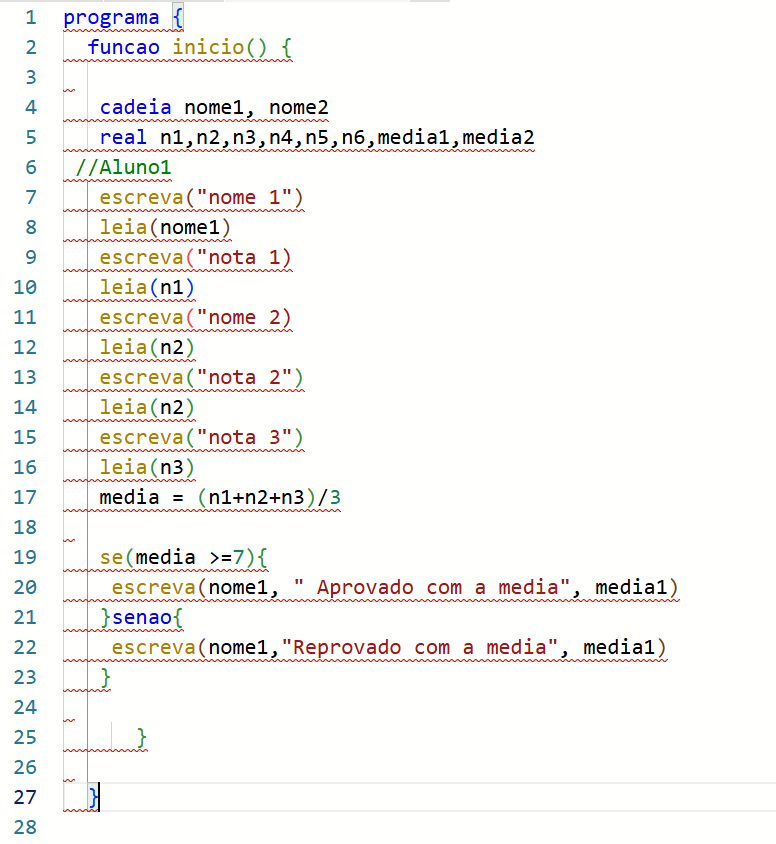 1 programa {
2 funcao inicio() {
3
4 cadeia nome1, nome2
5 real n1,n2,n3,n4,n5,n6,media1,media2
6 //Aluno1
7 escreva("nome 1")
8 leia(nome1)
9 escreva("nota 1)
10 leia(n1)
11 escreva("nome 2)
12 leia(n2)
13 escreva("nota 2")
14 leia(n2)
15 escreva("nota 3")
16 leia(n3)
17 media = (n1+n2+n3)/3
18
19 se(media >=7){
20 escreva(nome1, " Aprovado com a media", media1)
21 }senao{
22 escreva(nome1,"Reprovado com a media", media1)
23 }
24
25 }
26
27 }
28